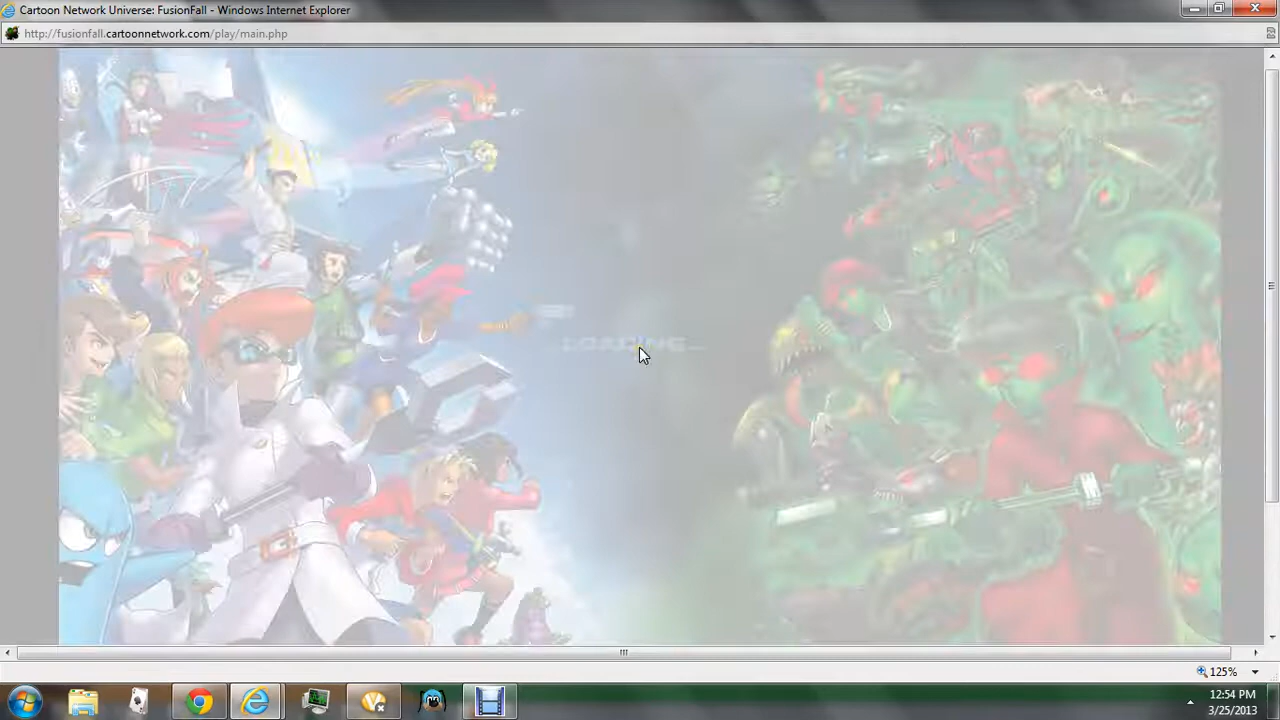 Cartoon Network Universe: FusionFall - Windows Internet Explorer
http://fusionfall.cartoonnetwork.com/play/main.php
LOADING...
125%
12:54 PM
3/25/2013